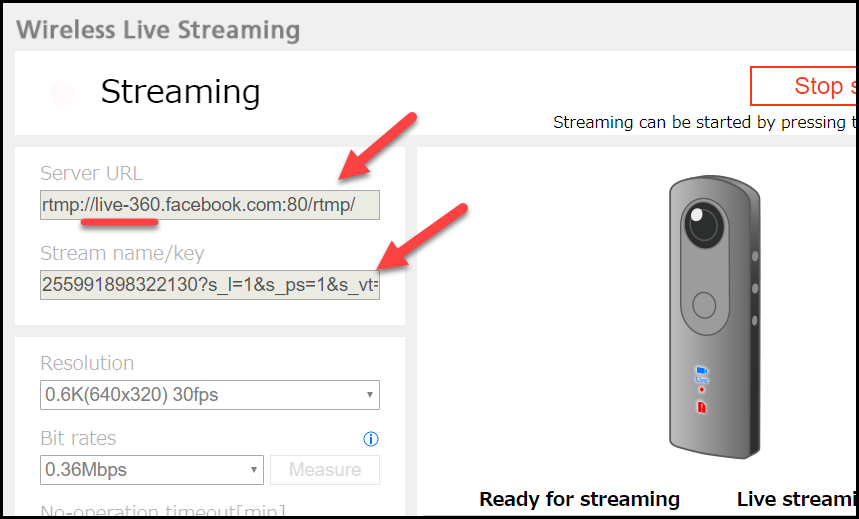 Wireless Live Streaming
Streaming
Stop s
Streaming can be started by pressing t
Server URL
rtmp://live-360.facebook.com:80/rtmp/
Stream name/key
255991898322130?s_l=1&s_ps=1&s_vt=
Resolution
0.6K(640x320) 30fps
Bit rates
0.36Mbps
Measure
No-operation timeout[min]
Live
Ready for streaming
Live streami